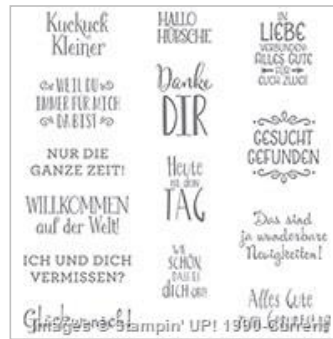 Kuckuck
Kleiner
WEIL DU
IMMER FÜR MICH
DA BIST
NUR DIE
GANZE ZEIT!
WILLKOMMEN
auf der Welt!
ICH UND DICH
VERMISSEN?
Glückwunsch!
HALLO
HÜBSCHE
Danke
DIR
Heute
IST DEIN
TAG
WIE
SCHÖN,
DASS ES
dICH GIBT!
IN
LIEBE
VERBUNDEN
ALLES GUTE
FÜR
EUCH ZWEI!
GESUCHT
GEFUNDEN
Das sind
ja wunderbare
Neuigkeiten!
Alles Gute
zum Geburtstag
Images © Stampin' UP! 1990-Current